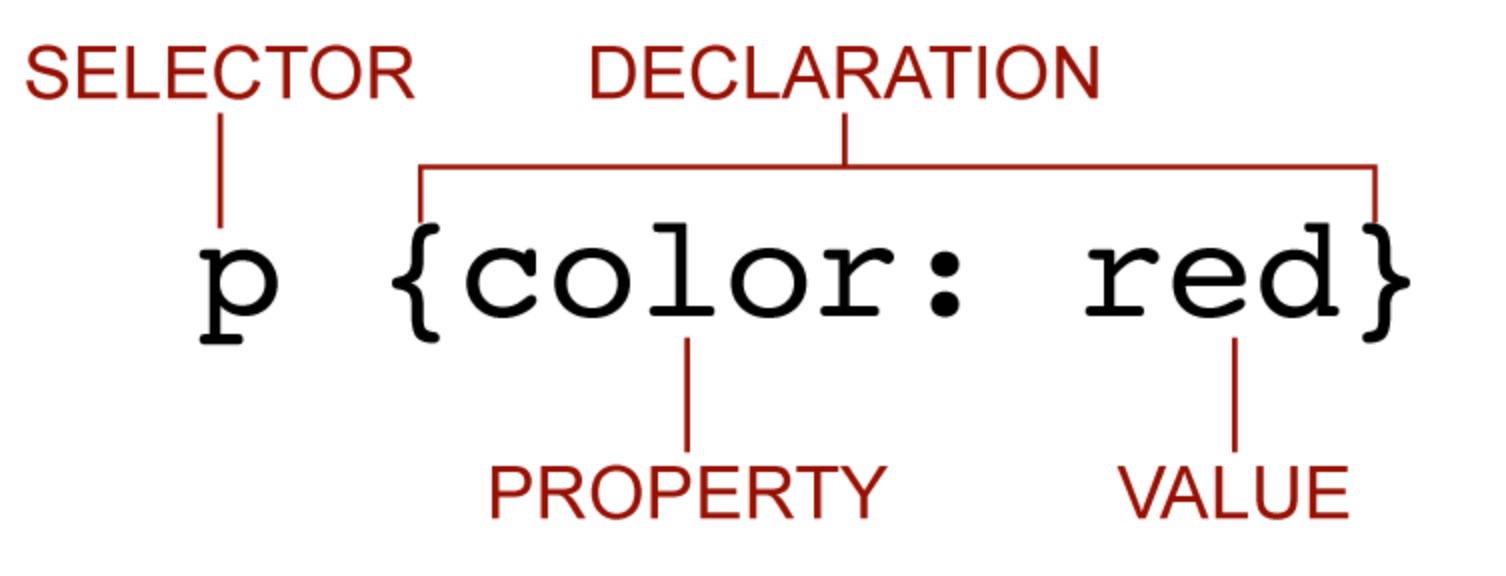 SELECTOR DECLARATION
p {color: red}
PROPERTY VALUE